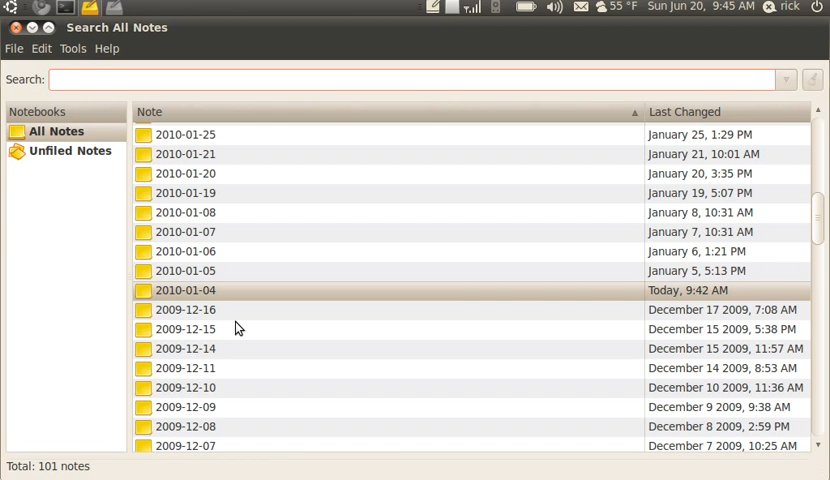 55 °F Sun Jun 20, 9:45 AM rick
Search All Notes
File Edit Tools Help
Search:
Notebooks Note Last Changed
All Notes
Unfiled Notes
2010-01-25 January 25, 1:29 PM
2010-01-21 January 21, 10:01 AM
2010-01-20 January 20, 3:35 PM
2010-01-19 January 19, 5:07 PM
2010-01-08 January 8, 10:31 AM
2010-01-07 January 7, 10:31 AM
2010-01-06 January 6, 1:21 PM
2010-01-05 January 5, 5:13 PM
2010-01-04 Today, 9:42 AM
2009-12-16 December 17 2009, 7:08 AM
2009-12-15 December 15 2009, 5:38 PM
2009-12-14 December 15 2009, 11:57 AM
2009-12-11 December 14 2009, 8:53 AM
2009-12-10 December 10 2009, 11:36 AM
2009-12-09 December 9 2009, 9:38 AM
2009-12-08 December 8 2009, 2:59 PM
2009-12-07 December 7 2009, 10:25 AM
Total: 101 notes